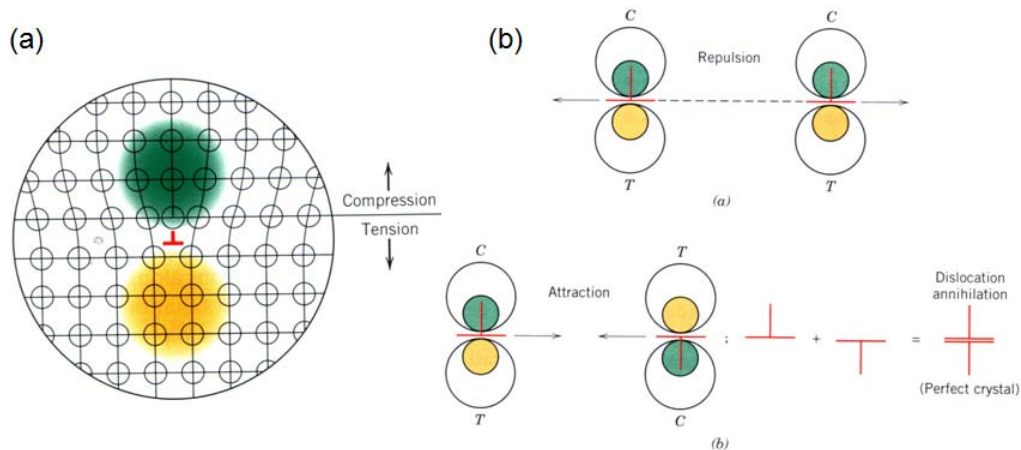 (a)
Compression
Tension
(b)
C
C
Repulsion
T
T
(a)
C
T
Attraction
Dislocation
annihilation
;
+
=
(Perfect crystal)
T
C
(b)